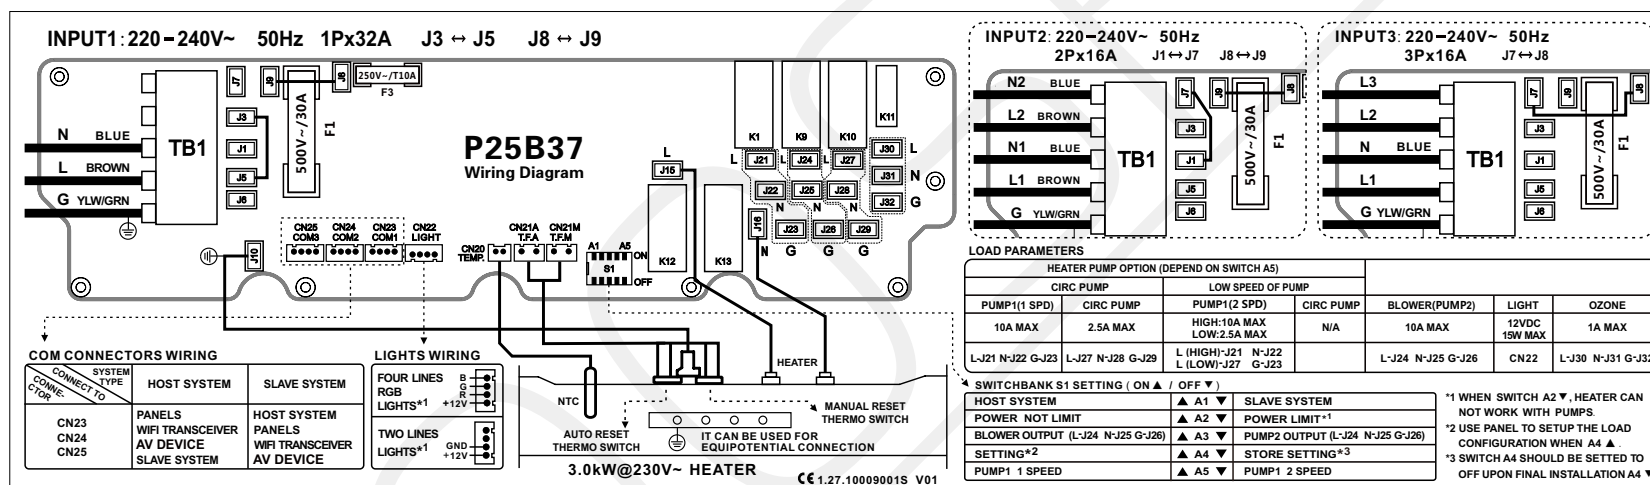 INPUT1: 220-240V~ 50Hz 1Px32A J3 ↔ J5 J8 ↔ J9
J7
J9
J8
250V~/T10A
F3
J3
J1
J5
J6
500V~/30A
F1
N BLUE
L BROWN
G YLW/GRN
TB1
P25B37
Wiring Diagram
K1
K9
K10
K11
L
J15
L J21
L J24
L J27
J30 L
J22
J25
J28
J31 N
N
N
N
J32 G
J16
J23
J26
J29
N G G G
K12
K13
J10
CN25 COM3
CN24 COM2
CN23 COM1
CN22 LIGHT
CN20 TEMP.
CN21A T.F.A
CN21M T.F.M
A1 A5
ON
S1
OFF
COM CONNECTORS WIRING
SYSTEM TYPE
CONNECT TO
CONNE-CTOR
HOST SYSTEM
SLAVE SYSTEM
CN23
CN24
CN25
PANELS
WIFI TRANSCEIVER
AV DEVICE
SLAVE SYSTEM
HOST SYSTEM
PANELS
WIFI TRANSCEIVER
AV DEVICE
LIGHTS WIRING
FOUR LINES
RGB
LIGHTS*1
B
G
R
+12V
TWO LINES
LIGHTS*1
GND
+12V
NTC
HEATER
AUTO RESET
THERMO SWITCH
MANUAL RESET
THERMO SWITCH
IT CAN BE USED FOR
EQUIPOTENTIAL CONNECTION
3.0kW@230V~ HEATER
CE 1.27.10009001S V01
INPUT2: 220-240V~ 50Hz
2Px16A J1↔J7 J8↔J9
N2 BLUE
L2 BROWN
N1 BLUE
L1 BROWN
G YLW/GRN
TB1
J7
J9
J8
J3
J1
J5
J6
500V~/30A
F1
INPUT3: 220-240V~ 50Hz
3Px16A J7↔J8
L3
L2
N BLUE
L1
G YLW/GRN
TB1
J7
J9
J8
J3
J1
J5
J6
500V~/30A
F1
LOAD PARAMETERS
HEATER PUMP OPTION (DEPEND ON SWITCH A5)
CIRC PUMP LOW SPEED OF PUMP
PUMP1(1 SPD) CIRC PUMP PUMP1(2 SPD) CIRC PUMP BLOWER(PUMP2) LIGHT OZONE
10A MAX 2.5A MAX HIGH:10A MAX LOW:2.5A MAX N/A 10A MAX 12VDC 15W MAX 1A MAX
L-J21 N-J22 G-J23 L-J27 N-J28 G-J29 L (HIGH)-J21 N-J22 L (LOW)-J27 G-J23 L-J24 N-J25 G-J26 CN22 L-J30 N-J31 G-J32
SWITCHBANK S1 SETTING ( ON ▲ / OFF ▼ )
HOST SYSTEM ▲ A1 ▼ SLAVE SYSTEM
POWER NOT LIMIT ▲ A2 ▼ POWER LIMIT*1
BLOWER OUTPUT (L-J24 N-J25 G-J26) ▲ A3 ▼ PUMP2 OUTPUT (L-J24 N-J25 G-J26)
SETTING*2 ▲ A4 ▼ STORE SETTING*3
PUMP1 1 SPEED ▲ A5 ▼ PUMP1 2 SPEED
*1 WHEN SWITCH A2 ▼, HEATER CAN
NOT WORK WITH PUMPS.
*2 USE PANEL TO SETUP THE LOAD
CONFIGURATION WHEN A4 ▲ .
*3 SWITCH A4 SHOULD BE SETTED TO
OFF UPON FINAL INSTALLATION A4 ▼